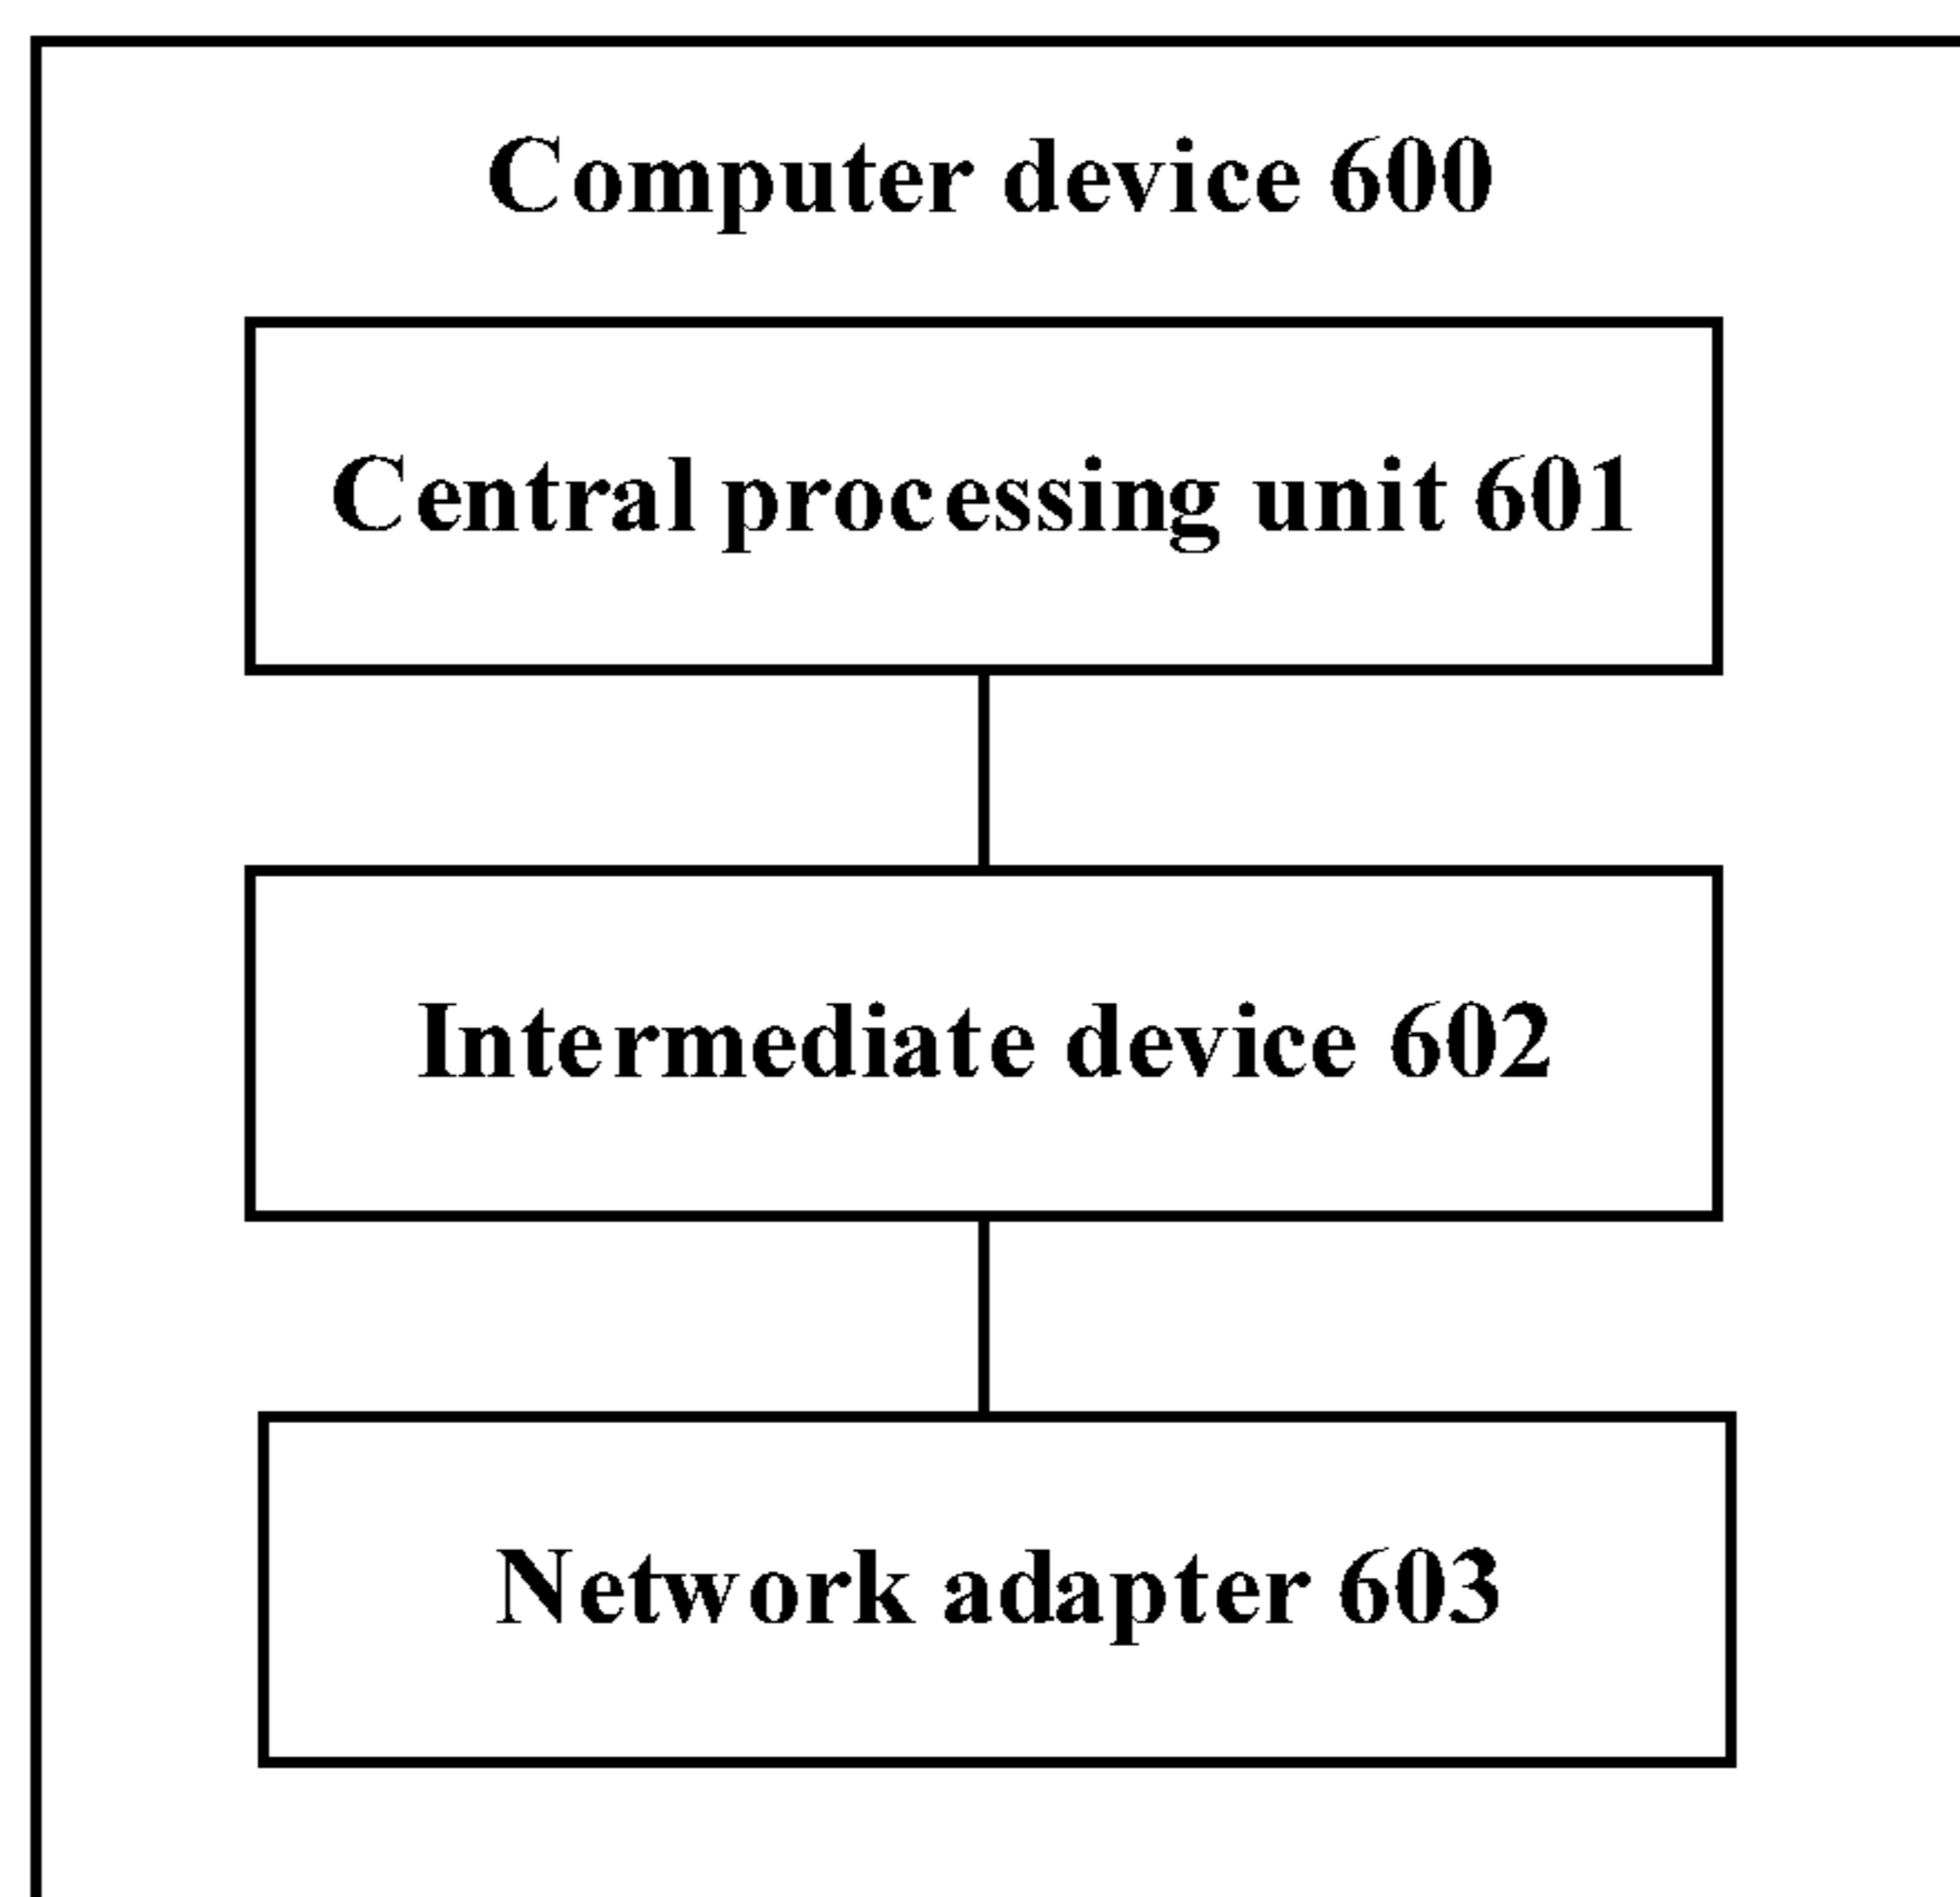 Computer device 600
Central processing unit 601
Intermediate device 602
Network adapter 603